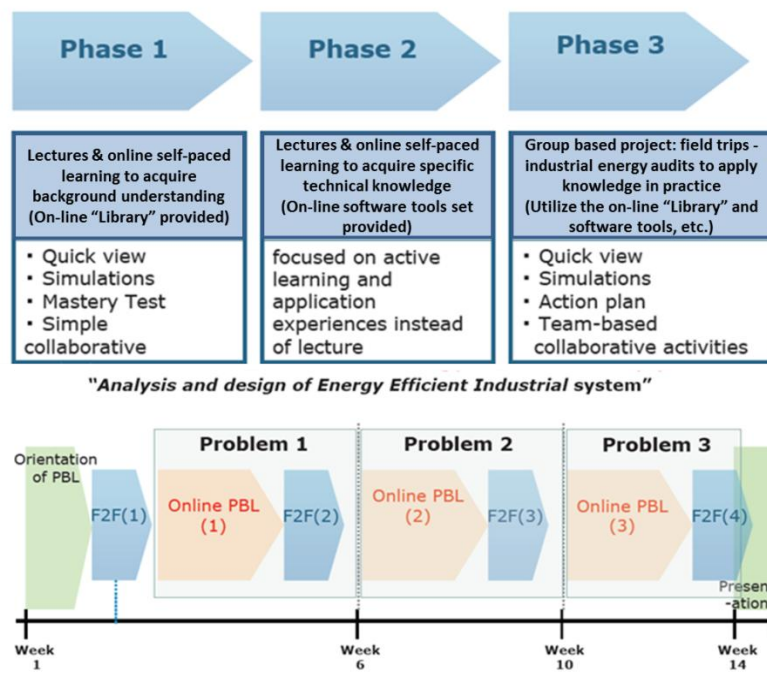 Phase 1
Phase 2
Phase 3
Lectures & online self-paced
learning to acquire
background understanding
(On-line “Library” provided)
Lectures & online self-paced
learning to acquire specific
technical knowledge
(On-line software tools set
provided)
Group based project: field trips -
industrial energy audits to apply
knowledge in practice
(Utilize the on-line “Library” and
software tools, etc.)
· Quick view
· Simulations
· Mastery Test
· Simple
collaborative
focused on active
learning and
application
experiences instead
of lecture
· Quick view
· Simulations
· Action plan
· Team-based
collaborative activities
“Analysis and design of Energy Efficient Industrial system”
Orientation
of PBL
F2F(1)
Problem 1
Online PBL
(1)
F2F(2)
Problem 2
Online PBL
(2)
F2F(3)
Problem 3
Online PBL
(3)
F2F(4)
Presen
-ation
Week
1
Week
6
Week
10
Week
14